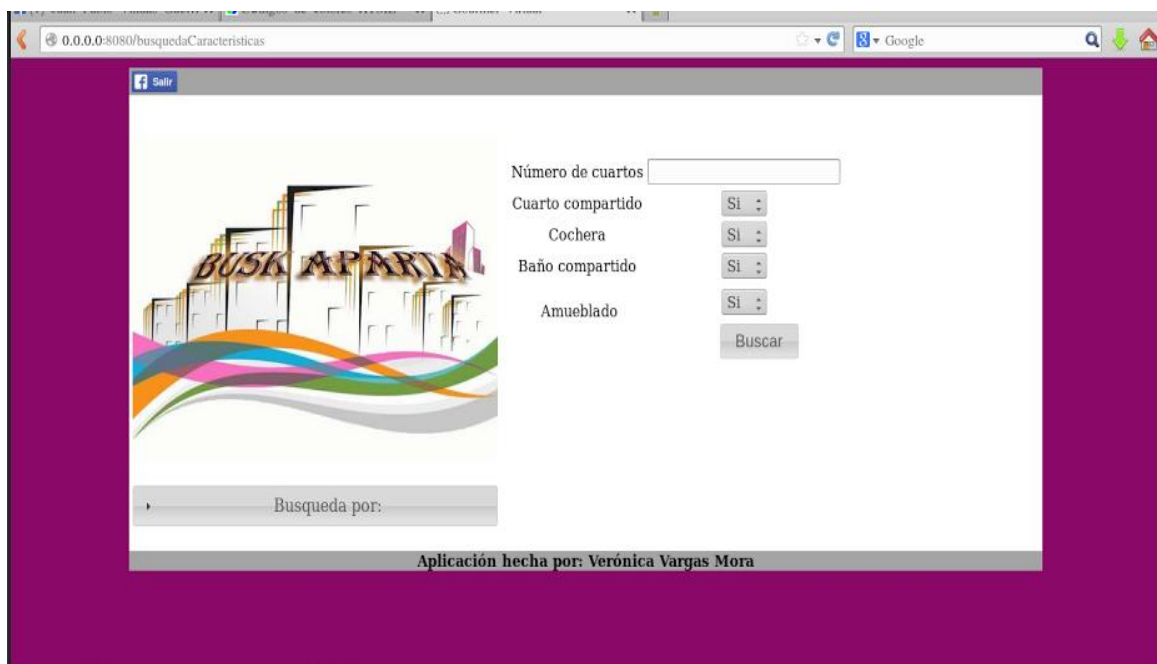 0.0.0.0:8080/busquedaCaracteristicas
Google
Salir
BUSK APARTA
Número de cuartos
Cuarto compartido Si
Cochera Si
Baño compartido Si
Amueblado Si
Buscar
Busqueda por:
Aplicación hecha por: Verónica Vargas Mora